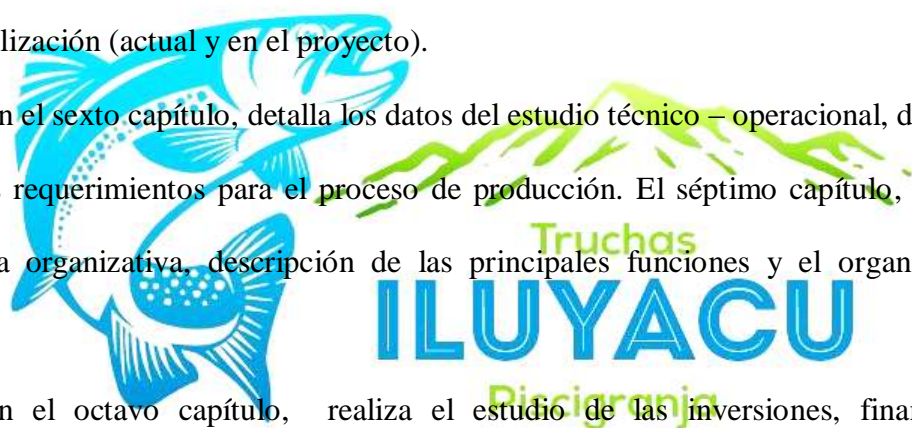 lización (actual y en el proyecto).
n el sexto capítulo, detalla los datos del estudio técnico – operacional, d
requerimientos para el proceso de producción. El séptimo capítulo,
a organizativa, descripción de las principales funciones y el organi
n el octavo capítulo, realiza el estudio de las inversiones, finan
Truchas
ILUYACU
Piscigranja